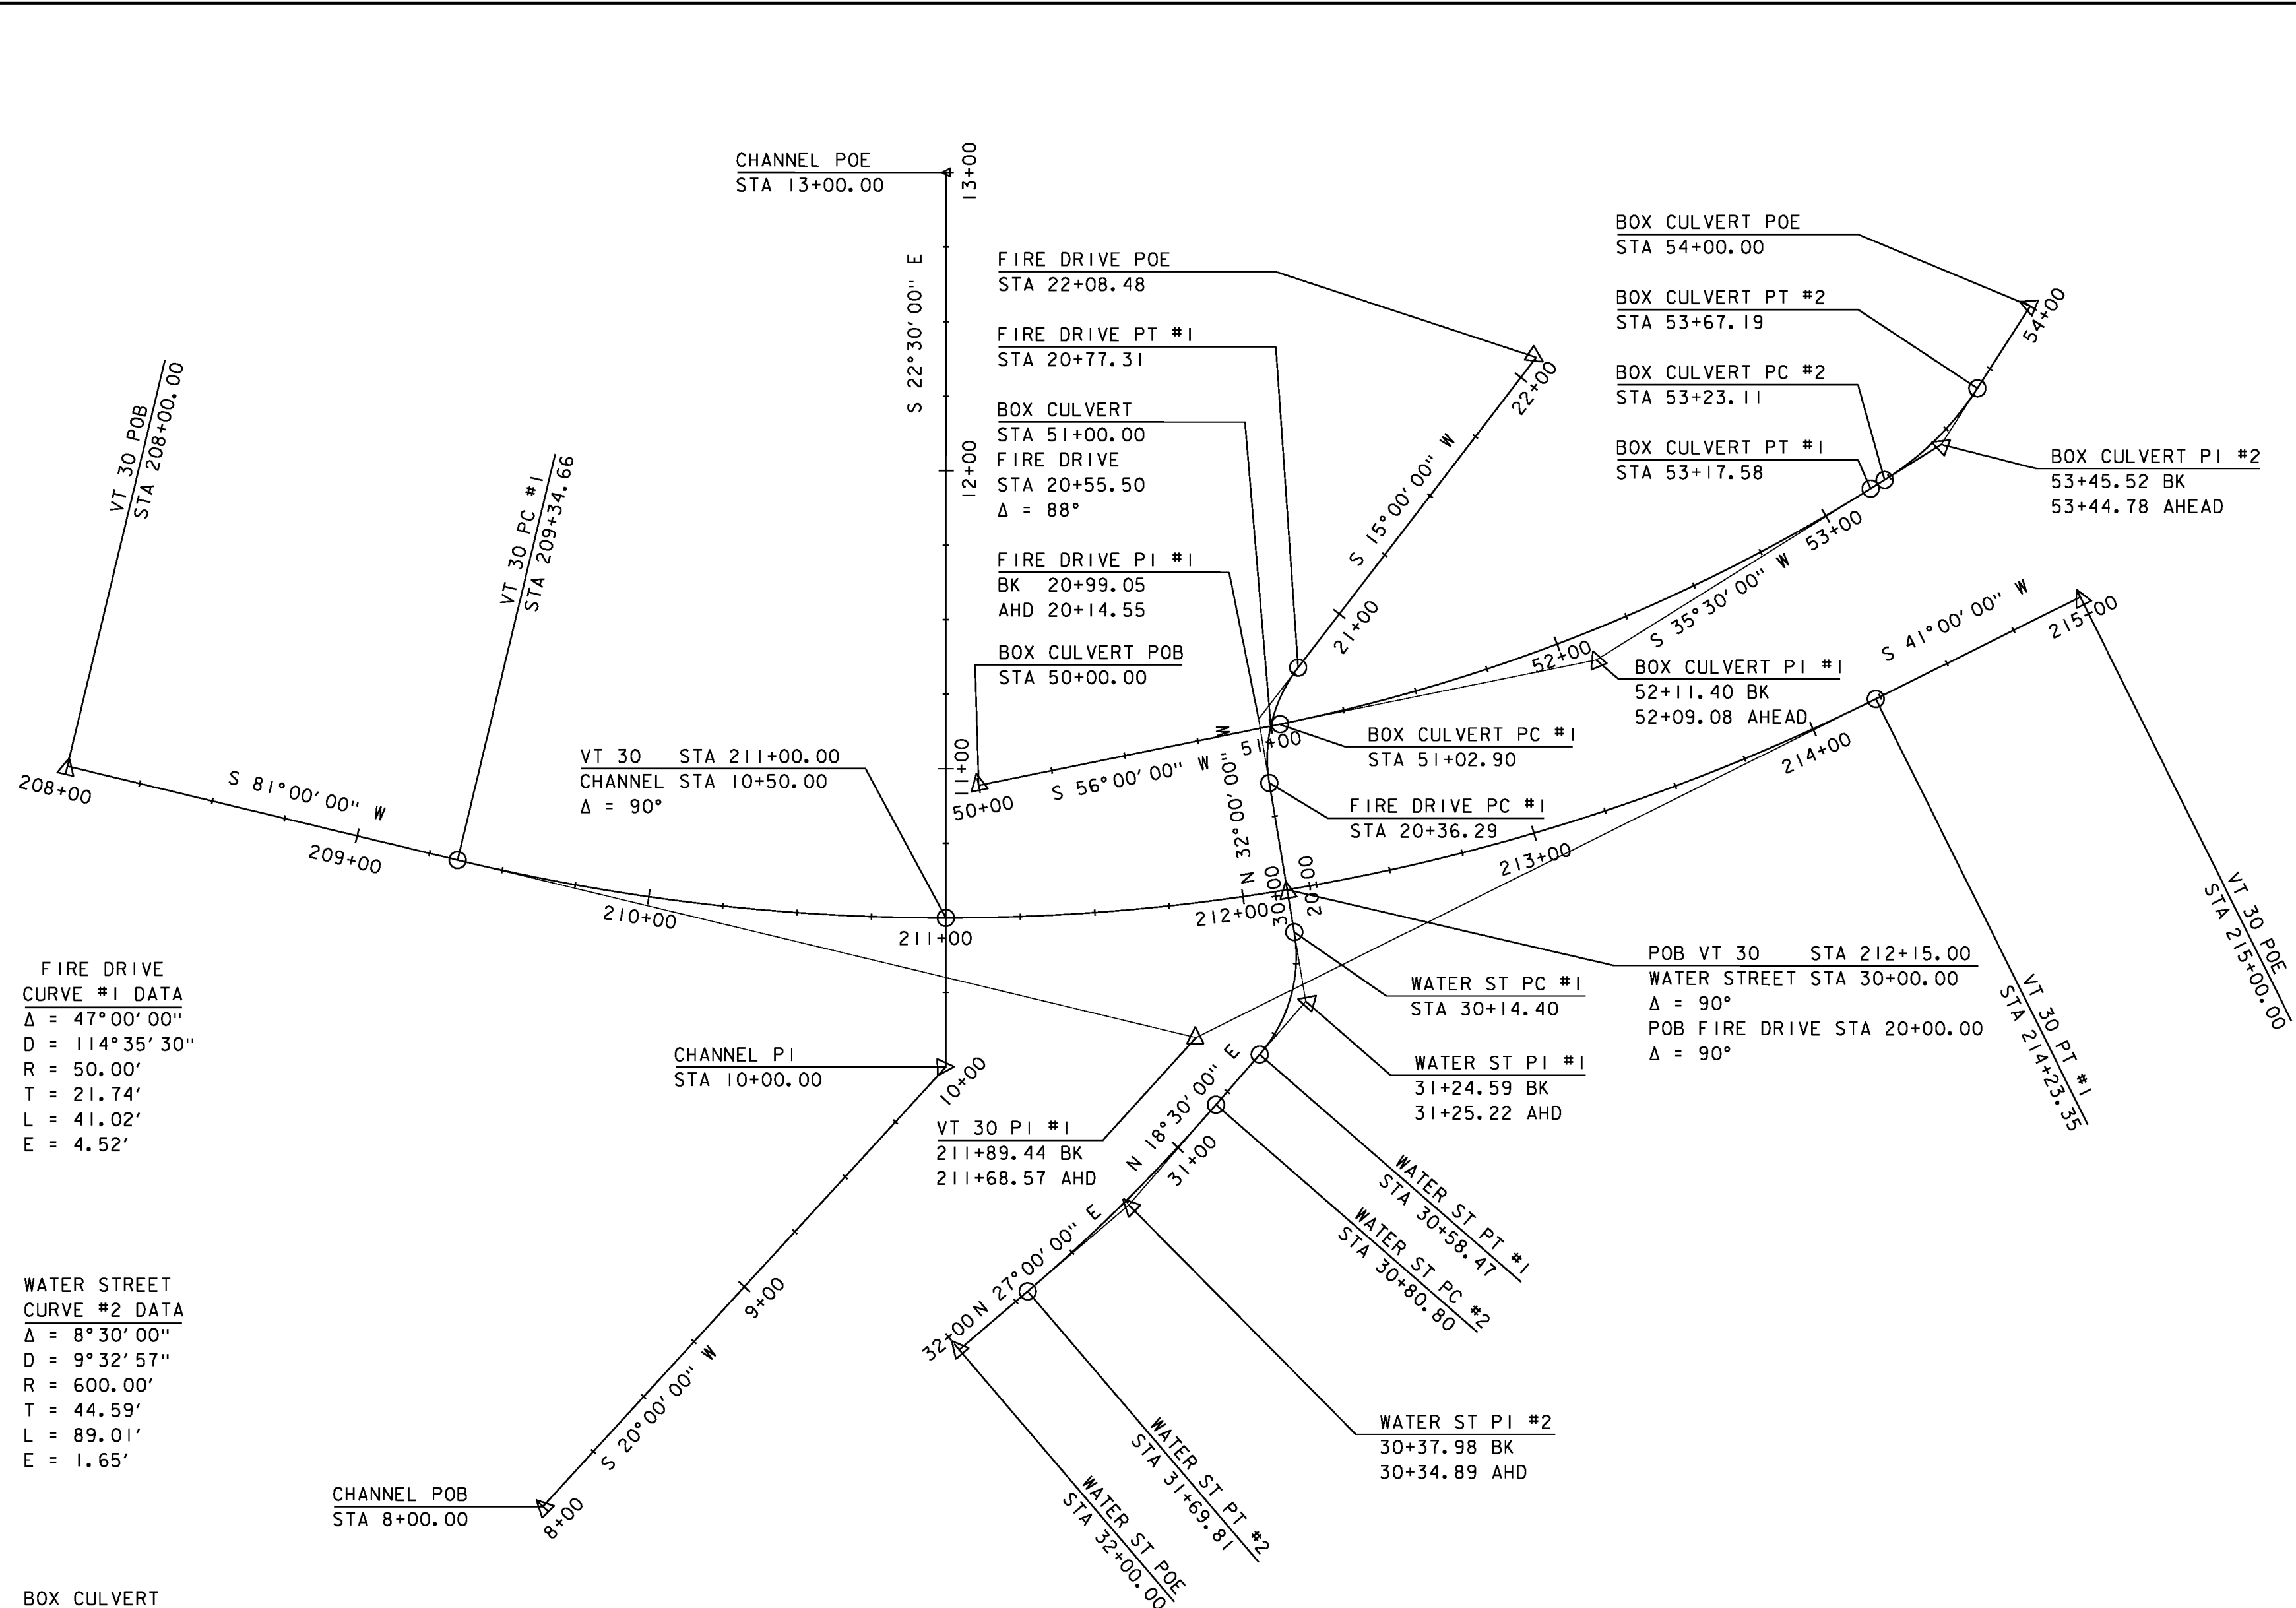 CHANNEL POE
STA 13+00.00
13+00
S 22°30'00" E
12+00
11+00
FIRE DRIVE POE
STA 22+08.48
FIRE DRIVE PT #1
STA 20+77.31
BOX CULVERT
STA 51+00.00
FIRE DRIVE
STA 20+55.50
Δ = 88°
FIRE DRIVE PI #1
BK 20+99.05
AHD 20+14.55
BOX CULVERT POB
STA 50+00.00
BOX CULVERT POE
STA 54+00.00
BOX CULVERT PT #2
STA 53+67.19
BOX CULVERT PC #2
STA 53+23.11
BOX CULVERT PT #1
STA 53+17.58
54+00
BOX CULVERT PI #2
53+45.52 BK
53+44.78 AHEAD
22+00
S 15°00'00" W
21+00
53+00
S 35°30'00" W
52+00
BOX CULVERT PI #1
52+11.40 BK
52+09.08 AHEAD
S 41°00'00" W
215+00
214+00
VT 30 POB
STA 208+00.00
VT 30 PC #1
STA 209+34.66
208+00
S 81°00'00" W
209+00
210+00
VT 30 STA 211+00.00
CHANNEL STA 10+50.00
Δ = 90°
211+00
50+00
S 56°00'00" W
51+00
N 32°00'00" W
BOX CULVERT PC #1
STA 51+02.90
FIRE DRIVE PC #1
STA 20+36.29
213+00
212+00
30+00
20+00
POB VT 30 STA 212+15.00
WATER STREET STA 30+00.00
Δ = 90°
POB FIRE DRIVE STA 20+00.00
Δ = 90°
VT 30 POE
STA 215+00.00
VT 30 PT #1
STA 214+23.35
WATER ST PC #1
STA 30+14.40
WATER ST PI #1
31+24.59 BK
31+25.22 AHD
CHANNEL PI
STA 10+00.00
10+00
VT 30 PI #1
211+89.44 BK
211+68.57 AHD
N 18°30'00" E
31+00
WATER ST PT #1
STA 30+58.47
WATER ST PC #2
STA 30+80.80
N 27°00'00" E
32+00
9+00
S 20°00'00" W
WATER ST PI #2
30+37.98 BK
30+34.89 AHD
WATER ST PT #2
STA 31+69.81
WATER ST POE
STA 32+00.00
CHANNEL POB
STA 8+00.00
8+00
FIRE DRIVE
CURVE #1 DATA
Δ = 47°00'00"
D = 114°35'30"
R = 50.00'
T = 21.74'
L = 41.02'
E = 4.52'
WATER STREET
CURVE #2 DATA
Δ = 8°30'00"
D = 9°32'57"
R = 600.00'
T = 44.59'
L = 89.01'
E = 1.65'
BOX CULVERT